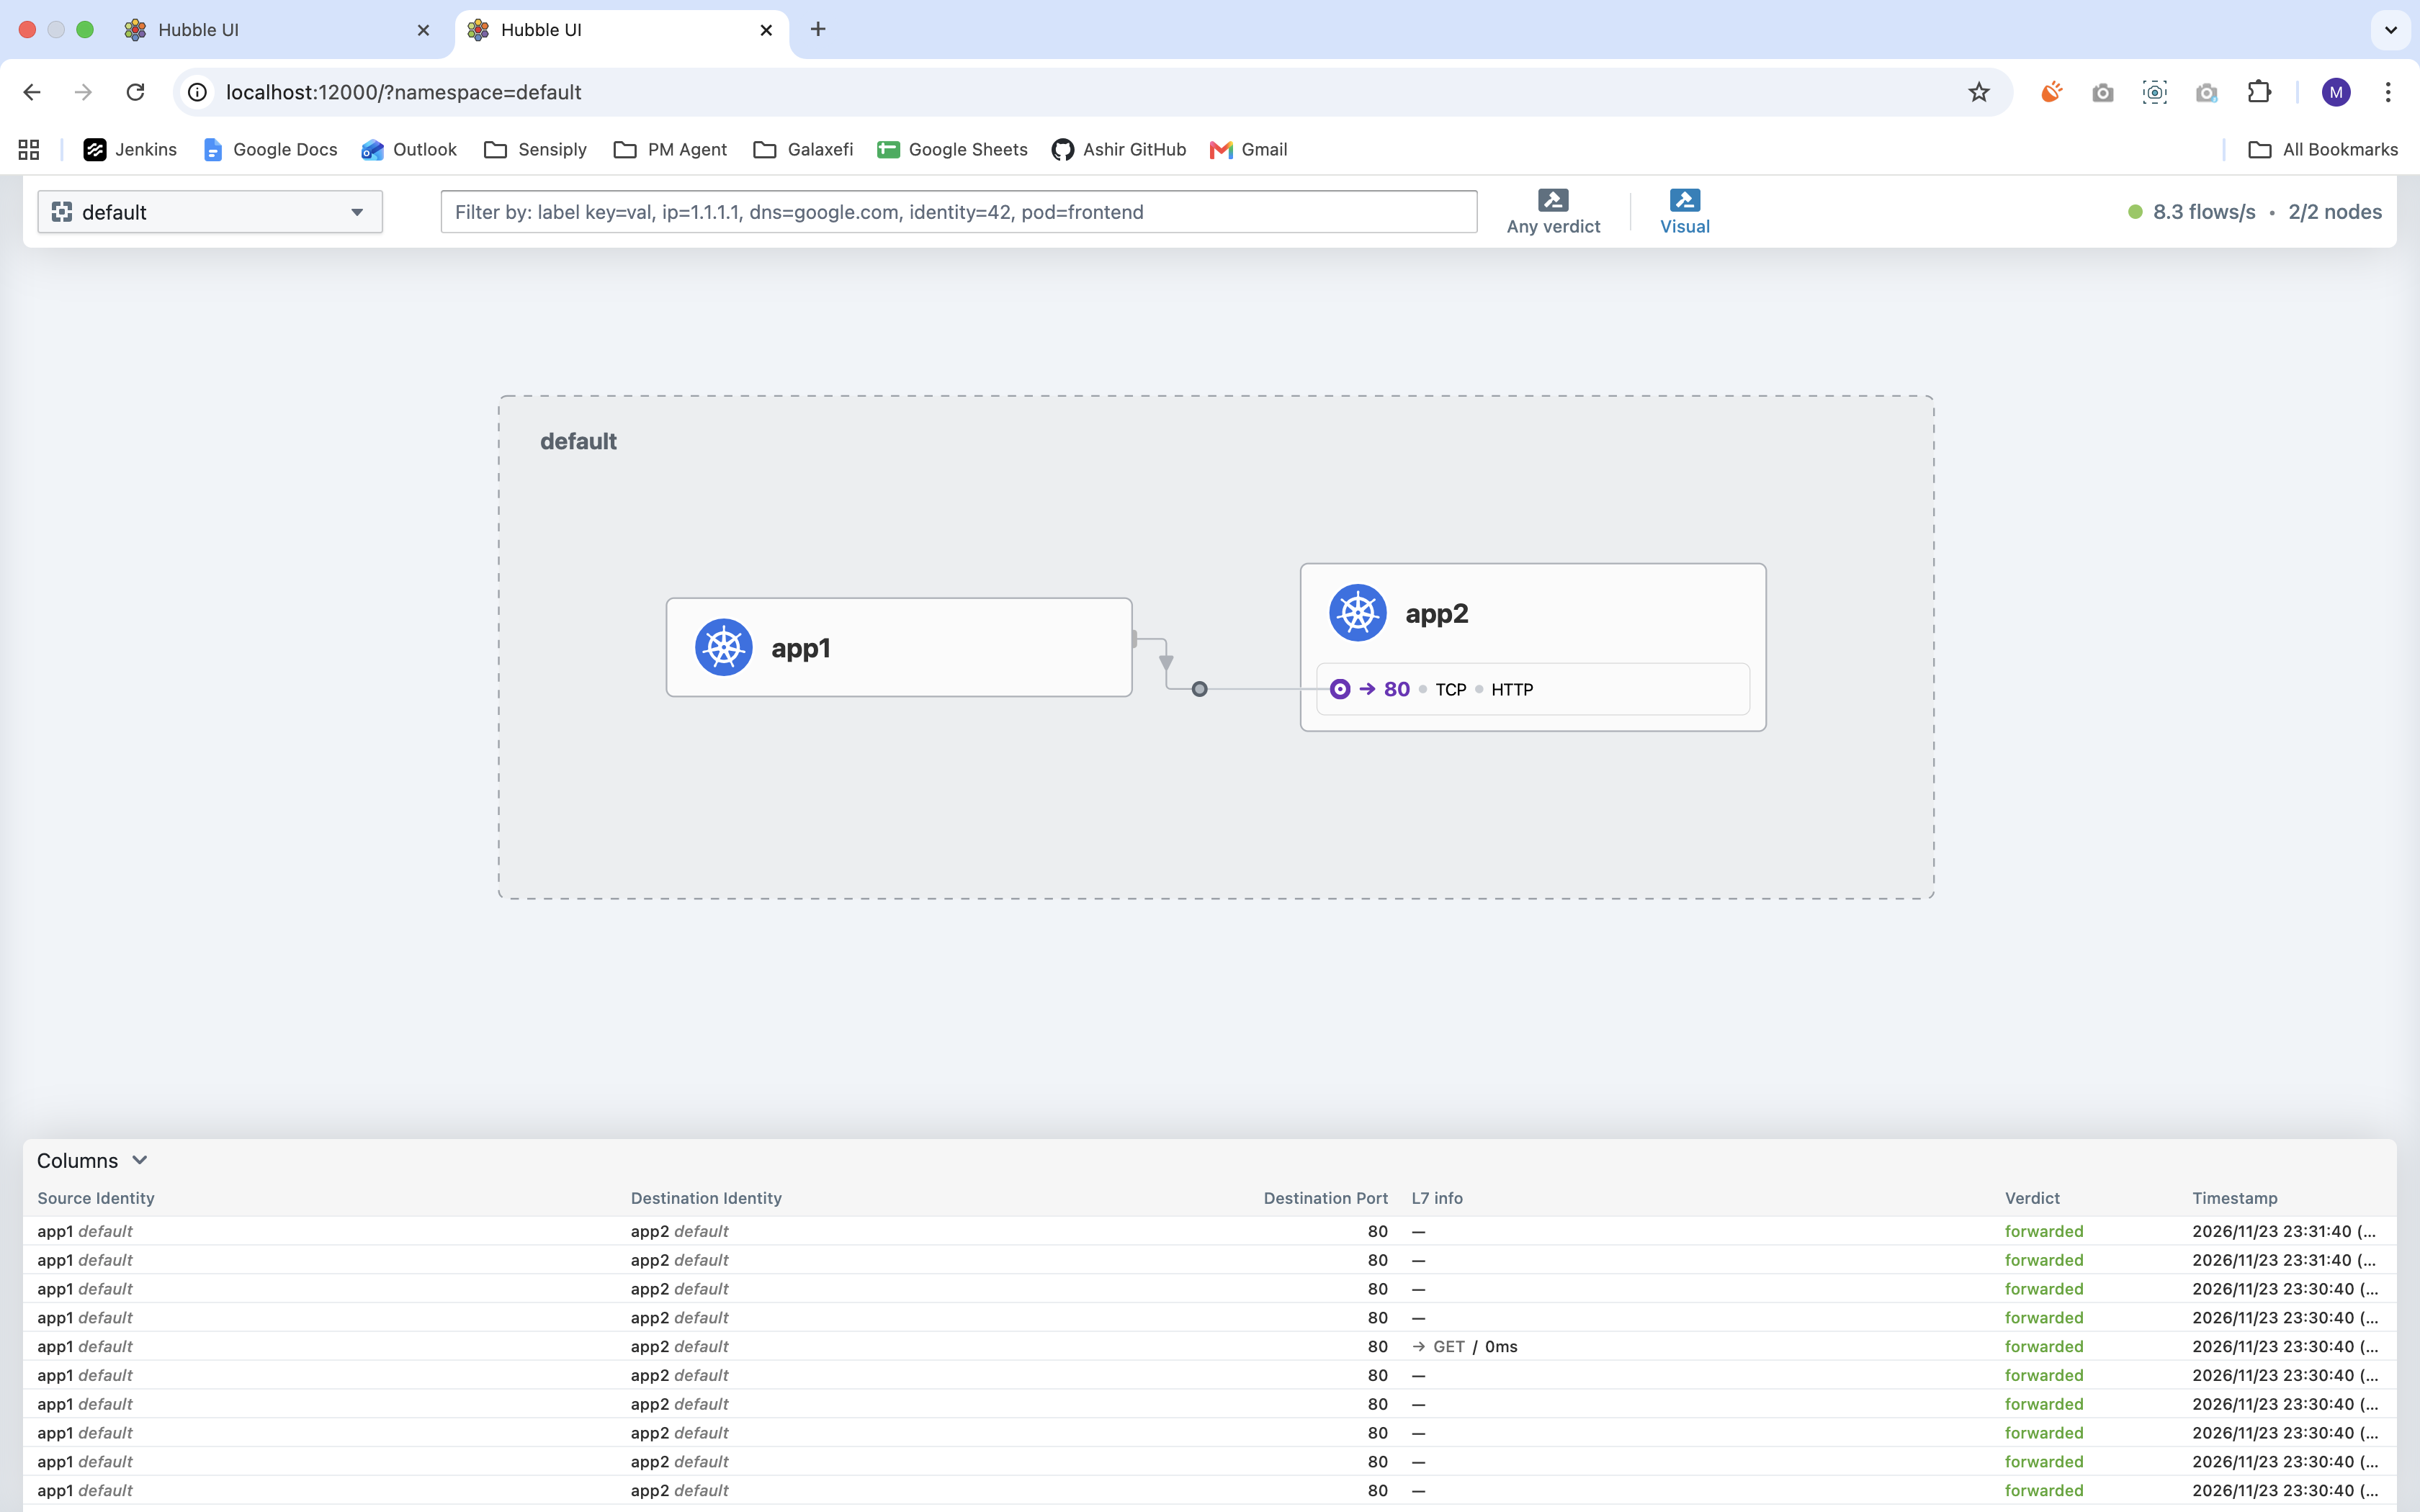 Hubble UI
Hubble UI
localhost:12000/?namespace=default
M
Jenkins Google Docs Outlook Sensiply PM Agent Galaxefi Google Sheets Ashir GitHub Gmail All Bookmarks
default
Filter by: label key=val, ip=1.1.1.1, dns=google.com, identity=42, pod=frontend
Any verdict
Visual
8.3 flows/s • 2/2 nodes
default
app1
app2
→ 80 • TCP • HTTP
Columns
Source Identity Destination Identity Destination Port L7 info Verdict Timestamp
app1 default app2 default 80 — forwarded 2026/11/23 23:31:40 (...
app1 default app2 default 80 — forwarded 2026/11/23 23:31:40 (...
app1 default app2 default 80 — forwarded 2026/11/23 23:30:40 (...
app1 default app2 default 80 — forwarded 2026/11/23 23:30:40 (...
app1 default app2 default 80 → GET / 0ms forwarded 2026/11/23 23:30:40 (...
app1 default app2 default 80 — forwarded 2026/11/23 23:30:40 (...
app1 default app2 default 80 — forwarded 2026/11/23 23:30:40 (...
app1 default app2 default 80 — forwarded 2026/11/23 23:30:40 (...
app1 default app2 default 80 — forwarded 2026/11/23 23:30:40 (...
app1 default app2 default 80 — forwarded 2026/11/23 23:30:40 (...